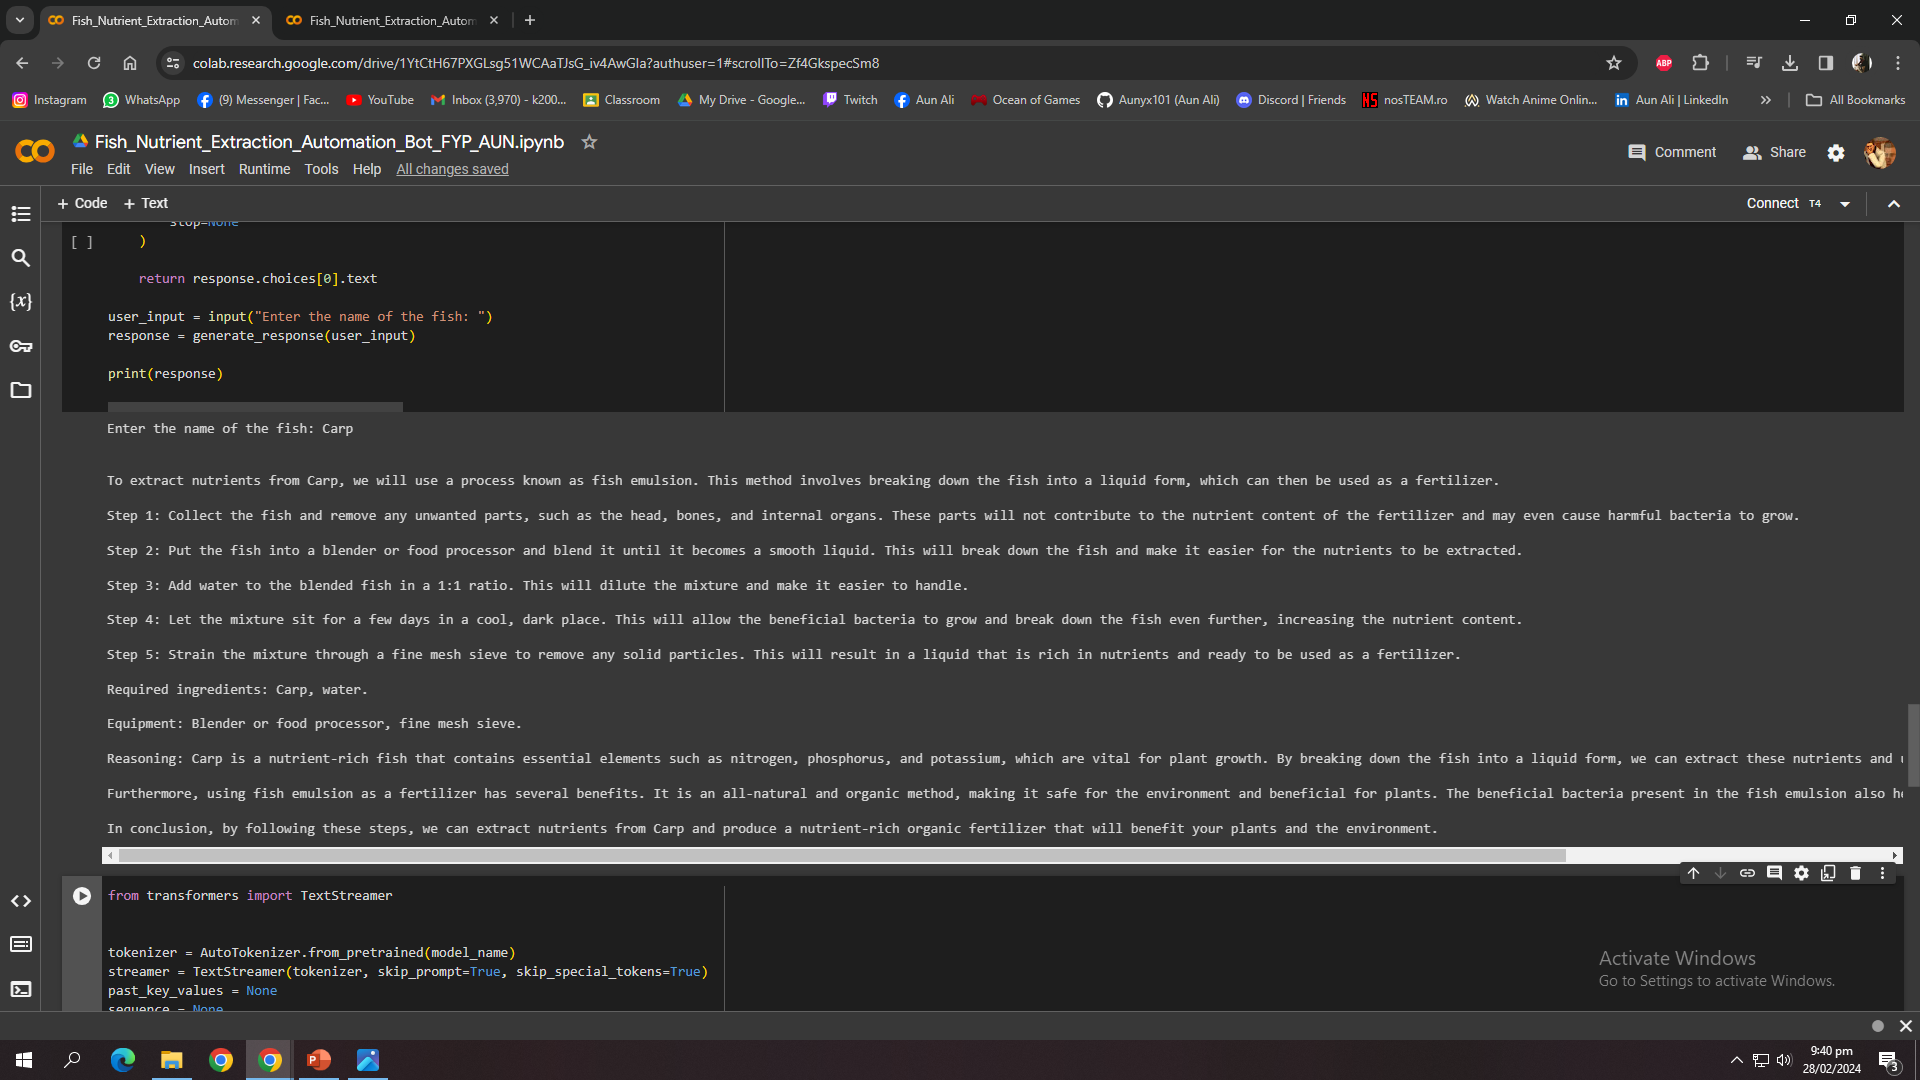 Fish_Nutrient_Extraction_Autom
Fish_Nutrient_Extraction_Autom
colab.research.google.com/drive/1YtCtH67PXGLsg51WCAaTJsG_iv4AwGla?authuser=1#scrollTo=Zf4GkspecSm8
ABP
Instagram
WhatsApp
(9) Messenger | Fac...
YouTube
Inbox (3,970) - k200...
Classroom
My Drive - Google...
Twitch
Aun Ali
Ocean of Games
Aunyx101 (Aun Ali)
Discord | Friends
nosTEAM.ro
Watch Anime Onlin...
Aun Ali | LinkedIn
All Bookmarks
Fish_Nutrient_Extraction_Automation_Bot_FYP_AUN.ipynb
Comment
Share
File Edit View Insert Runtime Tools Help All changes saved
+ Code + Text
Connect T4
stop=None
[ ] )
return response.choices[0].text
user_input = input("Enter the name of the fish: ")
response = generate_response(user_input)
print(response)
Enter the name of the fish: Carp
To extract nutrients from Carp, we will use a process known as fish emulsion. This method involves breaking down the fish into a liquid form, which can then be used as a fertilizer.
Step 1: Collect the fish and remove any unwanted parts, such as the head, bones, and internal organs. These parts will not contribute to the nutrient content of the fertilizer and may even cause harmful bacteria to grow.
Step 2: Put the fish into a blender or food processor and blend it until it becomes a smooth liquid. This will break down the fish and make it easier for the nutrients to be extracted.
Step 3: Add water to the blended fish in a 1:1 ratio. This will dilute the mixture and make it easier to handle.
Step 4: Let the mixture sit for a few days in a cool, dark place. This will allow the beneficial bacteria to grow and break down the fish even further, increasing the nutrient content.
Step 5: Strain the mixture through a fine mesh sieve to remove any solid particles. This will result in a liquid that is rich in nutrients and ready to be used as a fertilizer.
Required ingredients: Carp, water.
Equipment: Blender or food processor, fine mesh sieve.
Reasoning: Carp is a nutrient-rich fish that contains essential elements such as nitrogen, phosphorus, and potassium, which are vital for plant growth. By breaking down the fish into a liquid form, we can extract these nutrients and
Furthermore, using fish emulsion as a fertilizer has several benefits. It is an all-natural and organic method, making it safe for the environment and beneficial for plants. The beneficial bacteria present in the fish emulsion also
In conclusion, by following these steps, we can extract nutrients from Carp and produce a nutrient-rich organic fertilizer that will benefit your plants and the environment.
from transformers import TextStreamer
tokenizer = AutoTokenizer.from_pretrained(model_name)
streamer = TextStreamer(tokenizer, skip_prompt=True, skip_special_tokens=True)
past_key_values = None
sequence = None
Activate Windows
Go to Settings to activate Windows.
9:40 pm
28/02/2024
3